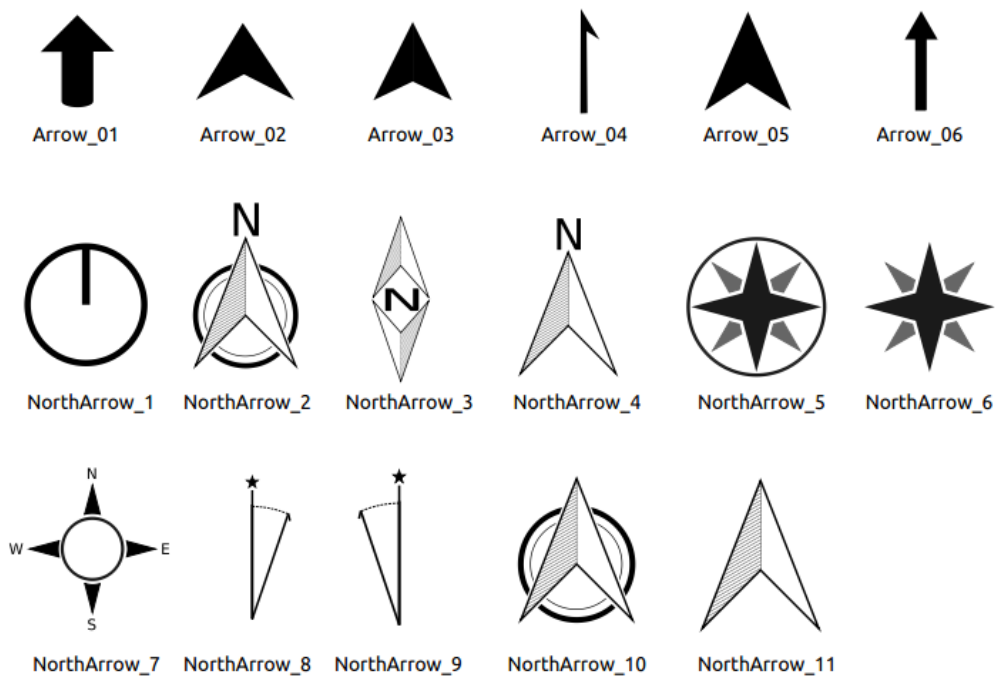 Arrow_01 Arrow_02 Arrow_03 Arrow_04 Arrow_05 Arrow_06
N N
N
NorthArrow_1 NorthArrow_2 NorthArrow_3 NorthArrow_4 NorthArrow_5 NorthArrow_6
N
W E
S
NorthArrow_7 NorthArrow_8 NorthArrow_9 NorthArrow_10 NorthArrow_11